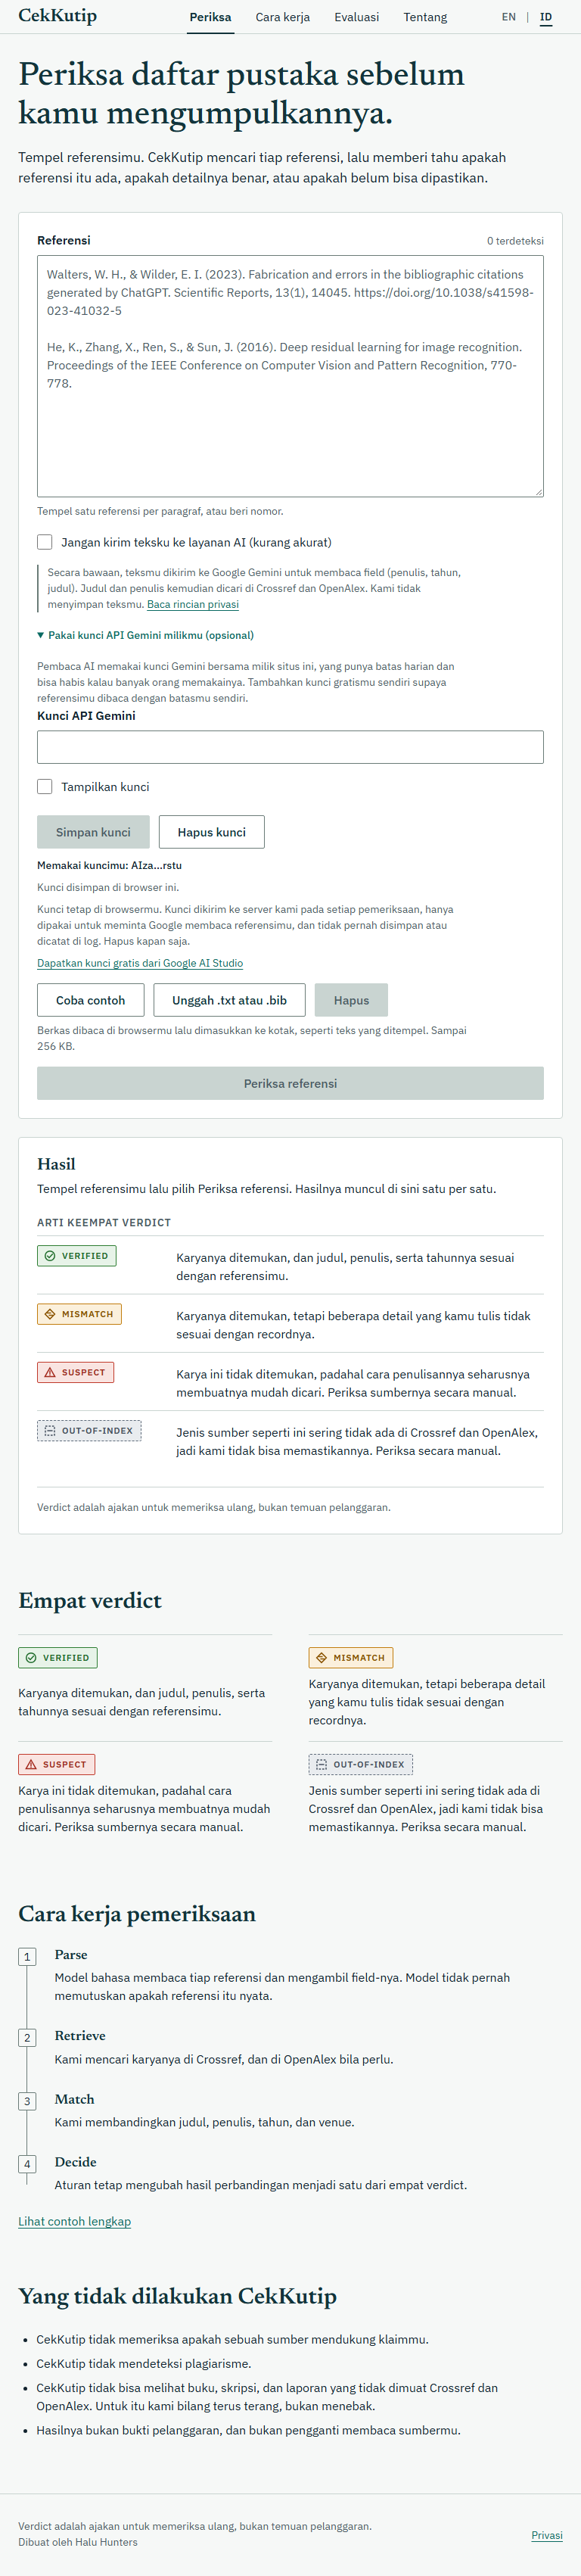 CekKutip
Periksa
Cara kerja
Evaluasi
Tentang
EN | ID
Periksa daftar pustaka sebelum
kamu mengumpulkannya.
Tempel referensimu. CekKutip mencari tiap referensi, lalu memberi tahu apakah
referensi itu ada, apakah detailnya benar, atau apakah belum bisa dipastikan.
Referensi
0 terdeteksi
Walters, W. H., & Wilder, E. I. (2023). Fabrication and errors in the bibliographic citations
generated by ChatGPT. Scientific Reports, 13(1), 14045. https://doi.org/10.1038/s41598-
023-41032-5
He, K., Zhang, X., Ren, S., & Sun, J. (2016). Deep residual learning for image recognition.
Proceedings of the IEEE Conference on Computer Vision and Pattern Recognition, 770-
778.
Tempel satu referensi per paragraf, atau beri nomor.
Jangan kirim teksku ke layanan AI (kurang akurat)
Secara bawaan, teksmu dikirim ke Google Gemini untuk membaca field (penulis, tahun,
judul). Judul dan penulis kemudian dicari di Crossref dan OpenAlex. Kami tidak
menyimpan teksmu. Baca rincian privasi
▼ Pakai kunci API Gemini milikmu (opsional)
Pembaca AI memakai kunci Gemini bersama milik situs ini, yang punya batas harian dan
bisa habis kalau banyak orang memakainya. Tambahkan kunci gratismu sendiri supaya
referensimu dibaca dengan batasmu sendiri.
Kunci API Gemini
Tampilkan kunci
Simpan kunci
Hapus kunci
Memakai kuncimu: AIza...rstu
Kunci disimpan di browser ini.
Kunci tetap di browsermu. Kunci dikirim ke server kami pada setiap pemeriksaan, hanya
dipakai untuk meminta Google membaca referensimu, dan tidak pernah disimpan atau
dicatat di log. Hapus kapan saja.
Dapatkan kunci gratis dari Google AI Studio
Coba contoh
Unggah .txt atau .bib
Hapus
Berkas dibaca di browsermu lalu dimasukkan ke kotak, seperti teks yang ditempel. Sampai
256 KB.
Periksa referensi
Hasil
Tempel referensimu lalu pilih Periksa referensi. Hasilnya muncul di sini satu per satu.
ARTI KEEMPAT VERDICT
VERIFIED
Karyanya ditemukan, dan judul, penulis, serta tahunnya sesuai
dengan referensimu.
MISMATCH
Karyanya ditemukan, tetapi beberapa detail yang kamu tulis tidak
sesuai dengan recordnya.
SUSPECT
Karya ini tidak ditemukan, padahal cara penulisannya seharusnya
membuatnya mudah dicari. Periksa sumbernya secara manual.
OUT-OF-INDEX
Jenis sumber seperti ini sering tidak ada di Crossref dan OpenAlex,
jadi kami tidak bisa memastikannya. Periksa secara manual.
Verdict adalah ajakan untuk memeriksa ulang, bukan temuan pelanggaran.
Empat verdict
VERIFIED
Karyanya ditemukan, dan judul, penulis, serta
tahunnya sesuai dengan referensimu.
MISMATCH
Karyanya ditemukan, tetapi beberapa detail
yang kamu tulis tidak sesuai dengan
recordnya.
SUSPECT
Karya ini tidak ditemukan, padahal cara
penulisannya seharusnya membuatnya mudah
dicari. Periksa sumbernya secara manual.
OUT-OF-INDEX
Jenis sumber seperti ini sering tidak ada di
Crossref dan OpenAlex, jadi kami tidak bisa
memastikannya. Periksa secara manual.
Cara kerja pemeriksaan
1
Parse
Model bahasa membaca tiap referensi dan mengambil field-nya. Model tidak pernah
memutuskan apakah referensi itu nyata.
2
Retrieve
Kami mencari karyanya di Crossref, dan di OpenAlex bila perlu.
3
Match
Kami membandingkan judul, penulis, tahun, dan venue.
4
Decide
Aturan tetap mengubah hasil perbandingan menjadi satu dari empat verdict.
Lihat contoh lengkap
Yang tidak dilakukan CekKutip
• CekKutip tidak memeriksa apakah sebuah sumber mendukung klaimmu.
• CekKutip tidak mendeteksi plagiarisme.
• CekKutip tidak bisa melihat buku, skripsi, dan laporan yang tidak dimuat Crossref dan
OpenAlex. Untuk itu kami bilang terus terang, bukan menebak.
• Hasilnya bukan bukti pelanggaran, dan bukan pengganti membaca sumbermu.
Verdict adalah ajakan untuk memeriksa ulang, bukan temuan pelanggaran.
Dibuat oleh Halu Hunters
Privasi